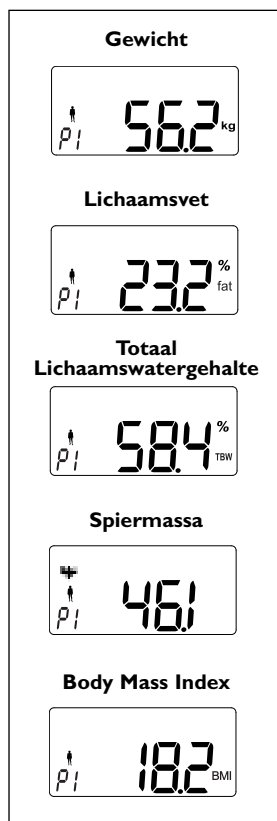 Gewicht
P1 56.2 kg
Lichaamsvet
P1 23.2 % fat
Totaal
Lichaamswatergehalte
P1 58.4 % TBW
Spiermassa
P1 46.1
Body Mass Index
P1 18.2 BMI